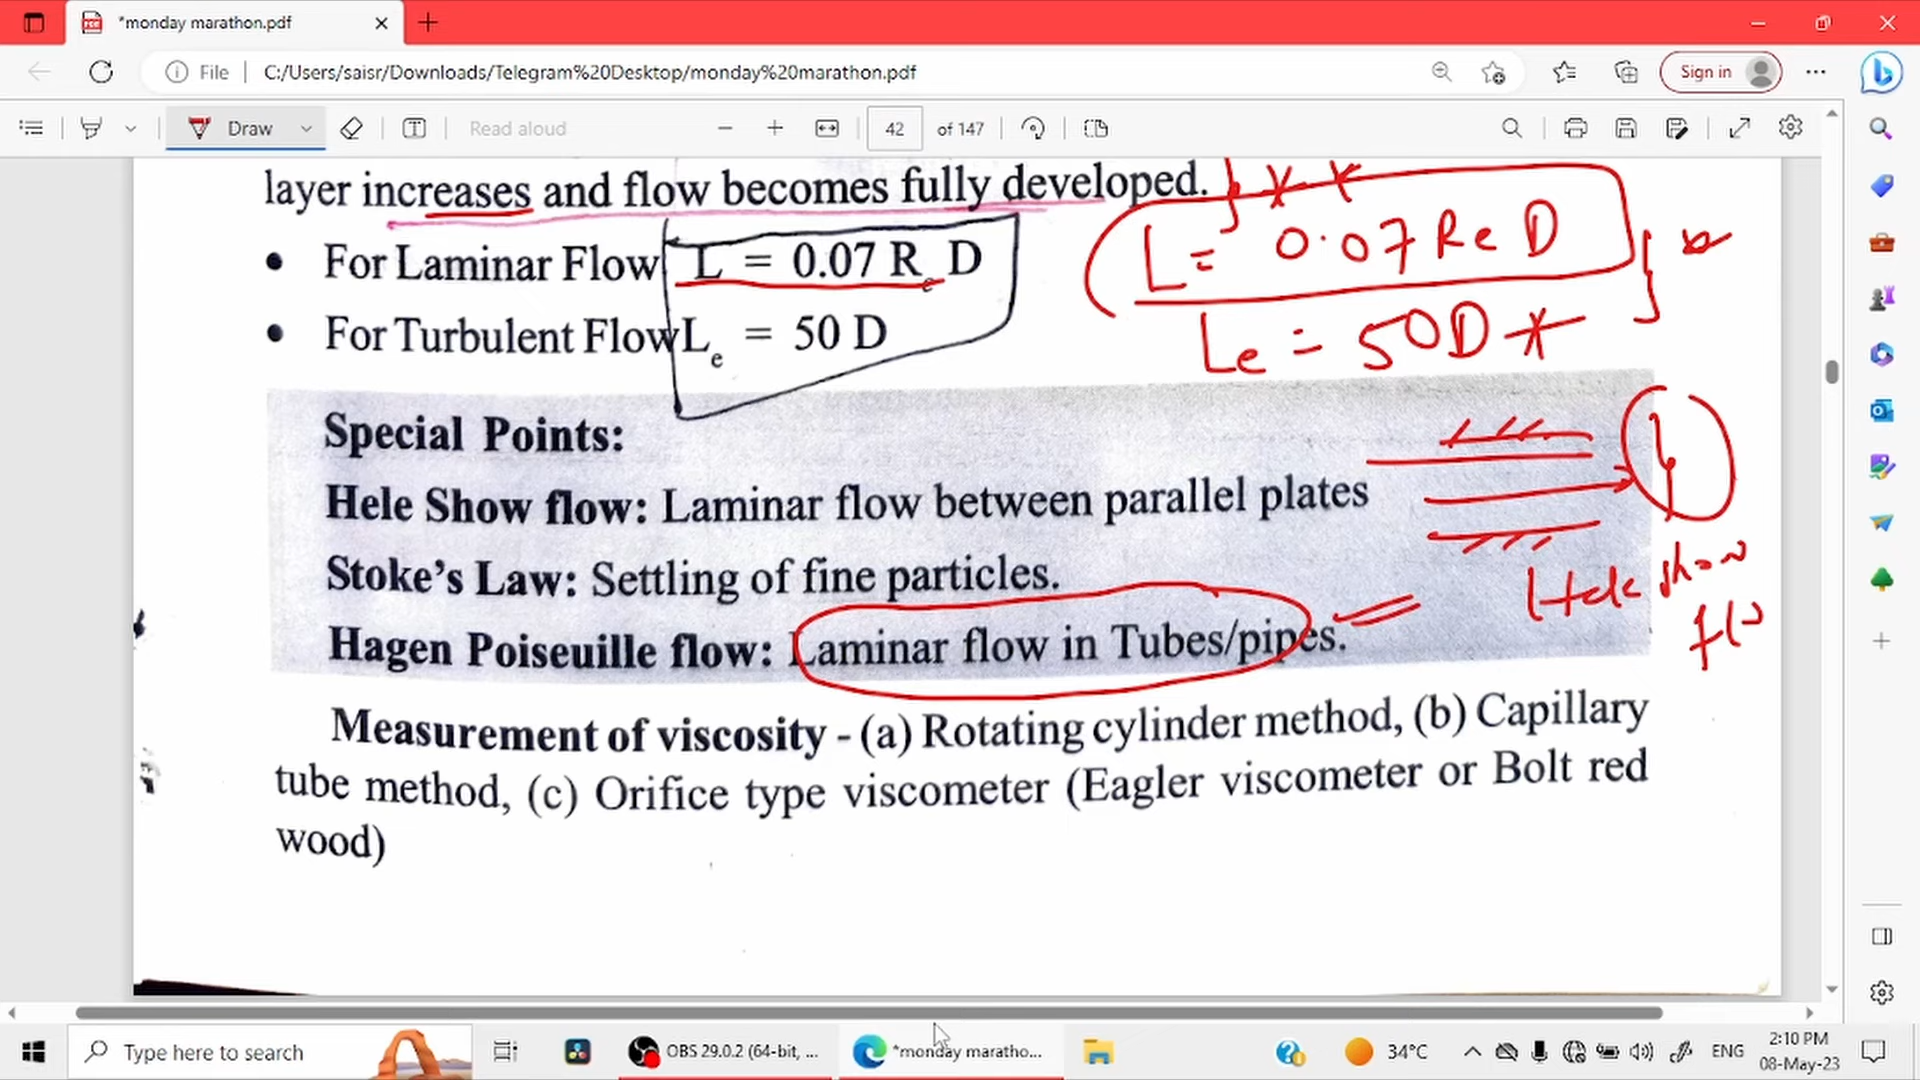 *monday marathon.pdf
File
C:/Users/saisr/Downloads/Telegram%20Desktop/monday%20marathon.pdf
Sign in
Draw
Read aloud
42 of 147
layer increases and flow becomes fully developed.
• For Laminar Flow L = 0.07 Re D
L = 0.07 Re D
• For Turbulent Flow Le = 50 D
Le = 50D
Special Points:
Hele Show flow: Laminar flow between parallel plates
Stoke's Law: Settling of fine particles.
Hele show
flo
Hagen Poiseuille flow: Laminar flow in Tubes/pipes.
Measurement of viscosity - (a) Rotating cylinder method, (b) Capillary
tube method, (c) Orifice type viscometer (Eagler viscometer or Bolt red
wood)
Type here to search
OBS 29.0.2 (64-bit, ...
*monday maratho...
34°C
ENG
2:10 PM
08-May-23